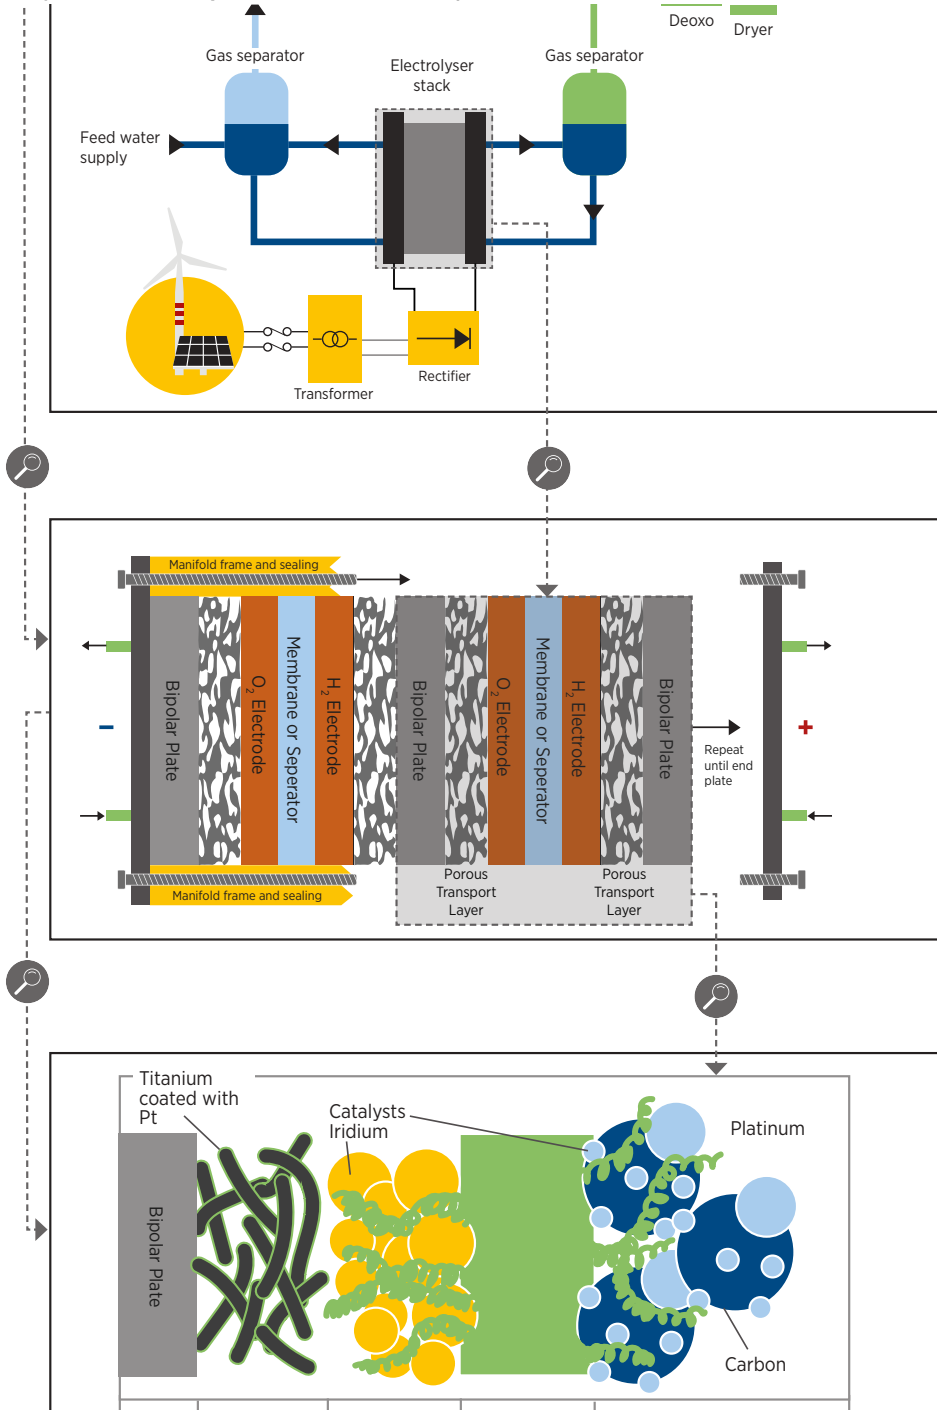 Deoxo
Dryer
Gas separator
Gas separator
Electrolyser
stack
Feed water
supply
Rectifier
Transformer
Manifold frame and sealing
Bipolar Plate
O2 Electrode
Membrane or Seperator
H2 Electrode
Bipolar Plate
O2 Electrode
Membrane or Seperator
H2 Electrode
Bipolar Plate
–
+
Repeat
until end
plate
Manifold frame and sealing
Porous
Transport
Layer
Porous
Transport
Layer
Titanium
coated with
Pt
Catalysts
Iridium
Platinum
Bipolar Plate
Carbon